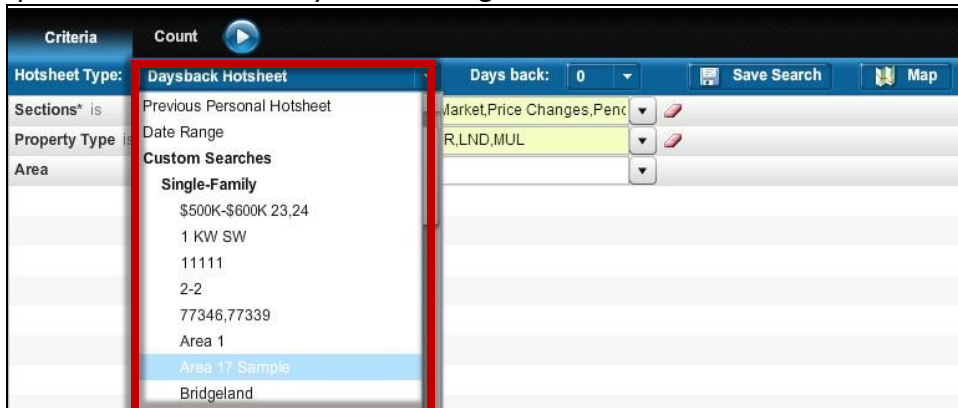 Criteria Count
Hotsheet Type: Daysback Hotsheet Days back: 0 Save Search Map
Sections* is Previous Personal Hotsheet Market,Price Changes,Penc
Property Type is Date Range R,LND,MUL
Area Custom Searches
Single-Family
$500K-$600K 23,24
1 KW SW
11111
2-2
77346,77339
Area 1
Area 17 Sample
Bridgeland